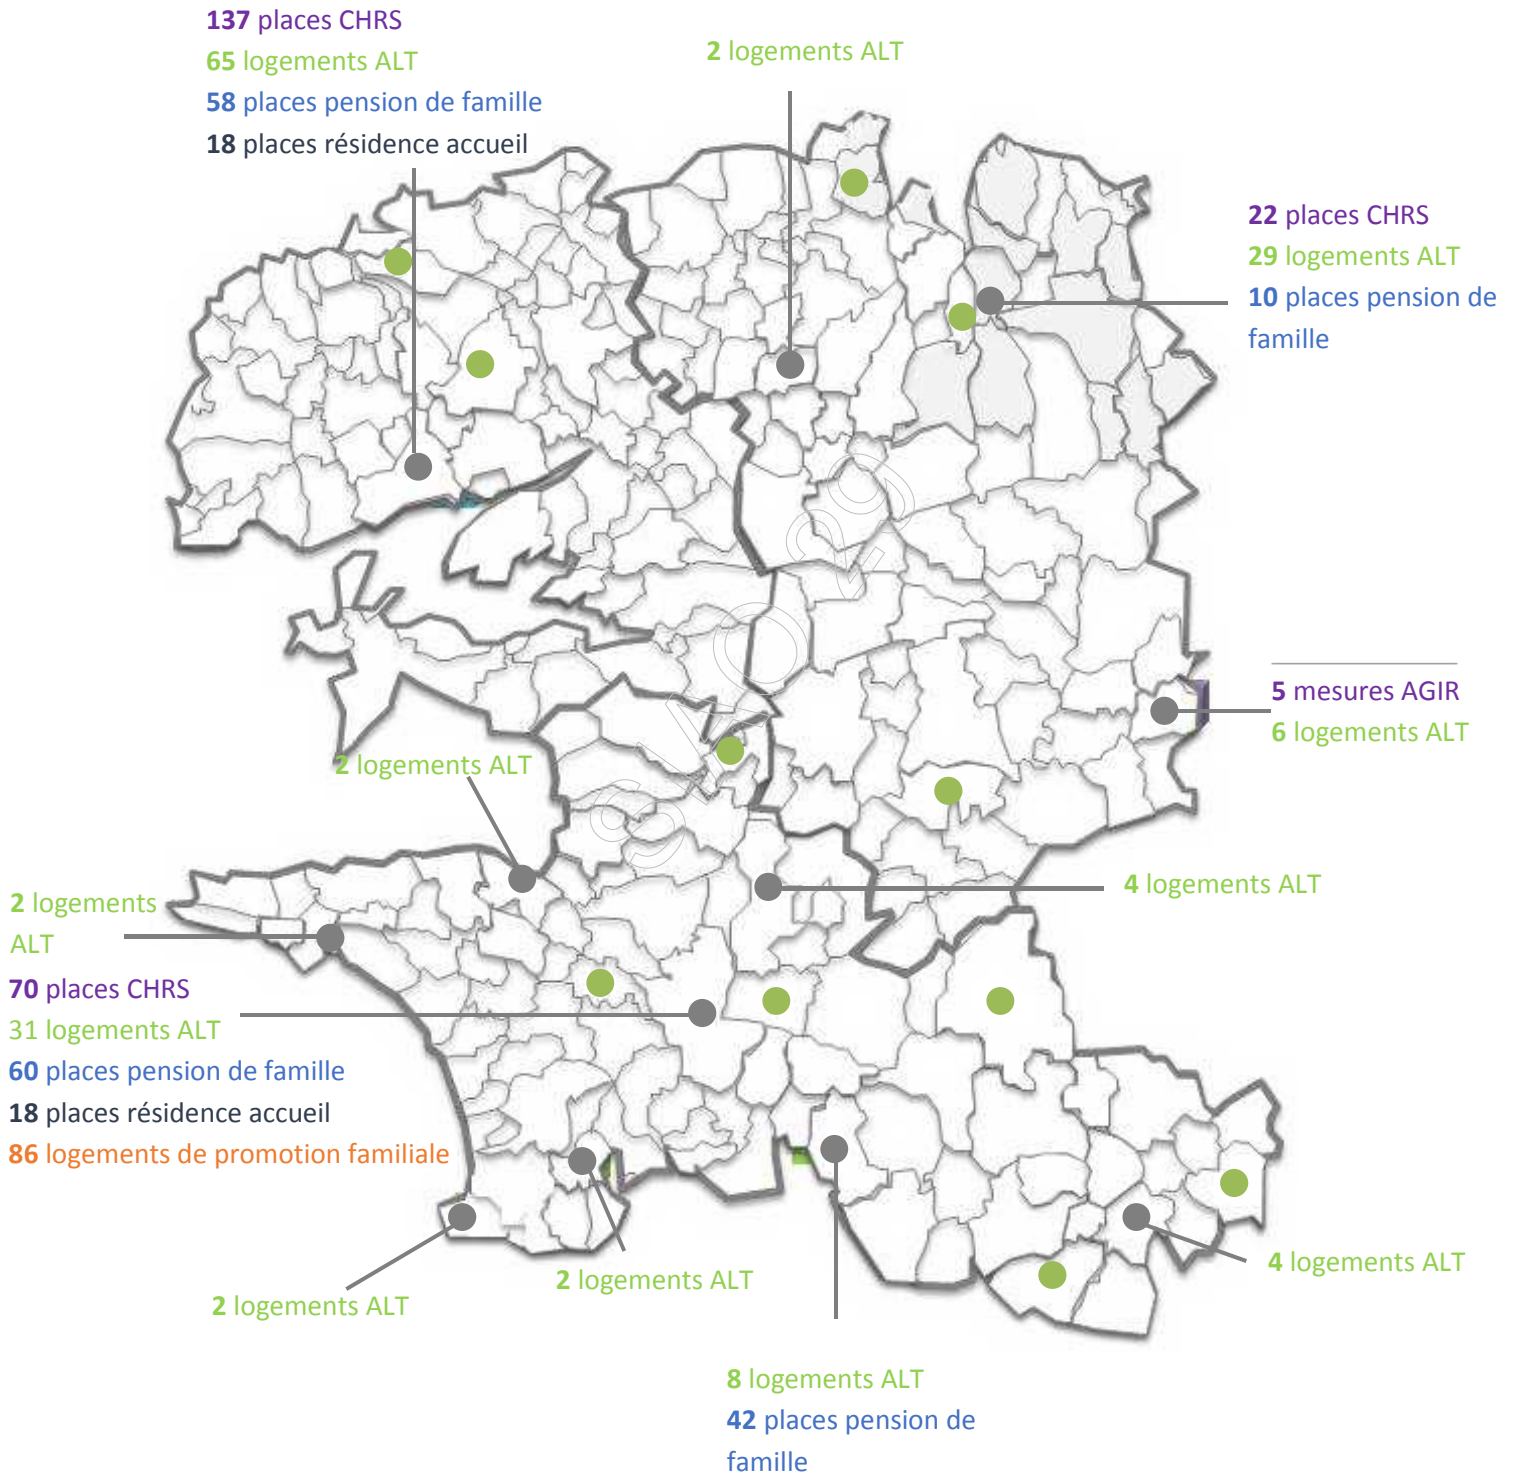 137 places CHRS
65 logements ALT
58 places pension de famille
18 places résidence accueil
2 logements ALT
22 places CHRS
29 logements ALT
10 places pension de
famille
5 mesures AGIR
6 logements ALT
2 logements ALT
4 logements ALT
2 logements
ALT
70 places CHRS
31 logements ALT
60 places pension de famille
18 places résidence accueil
86 logements de promotion familiale
2 logements ALT
2 logements ALT
4 logements ALT
8 logements ALT
42 places pension de
famille